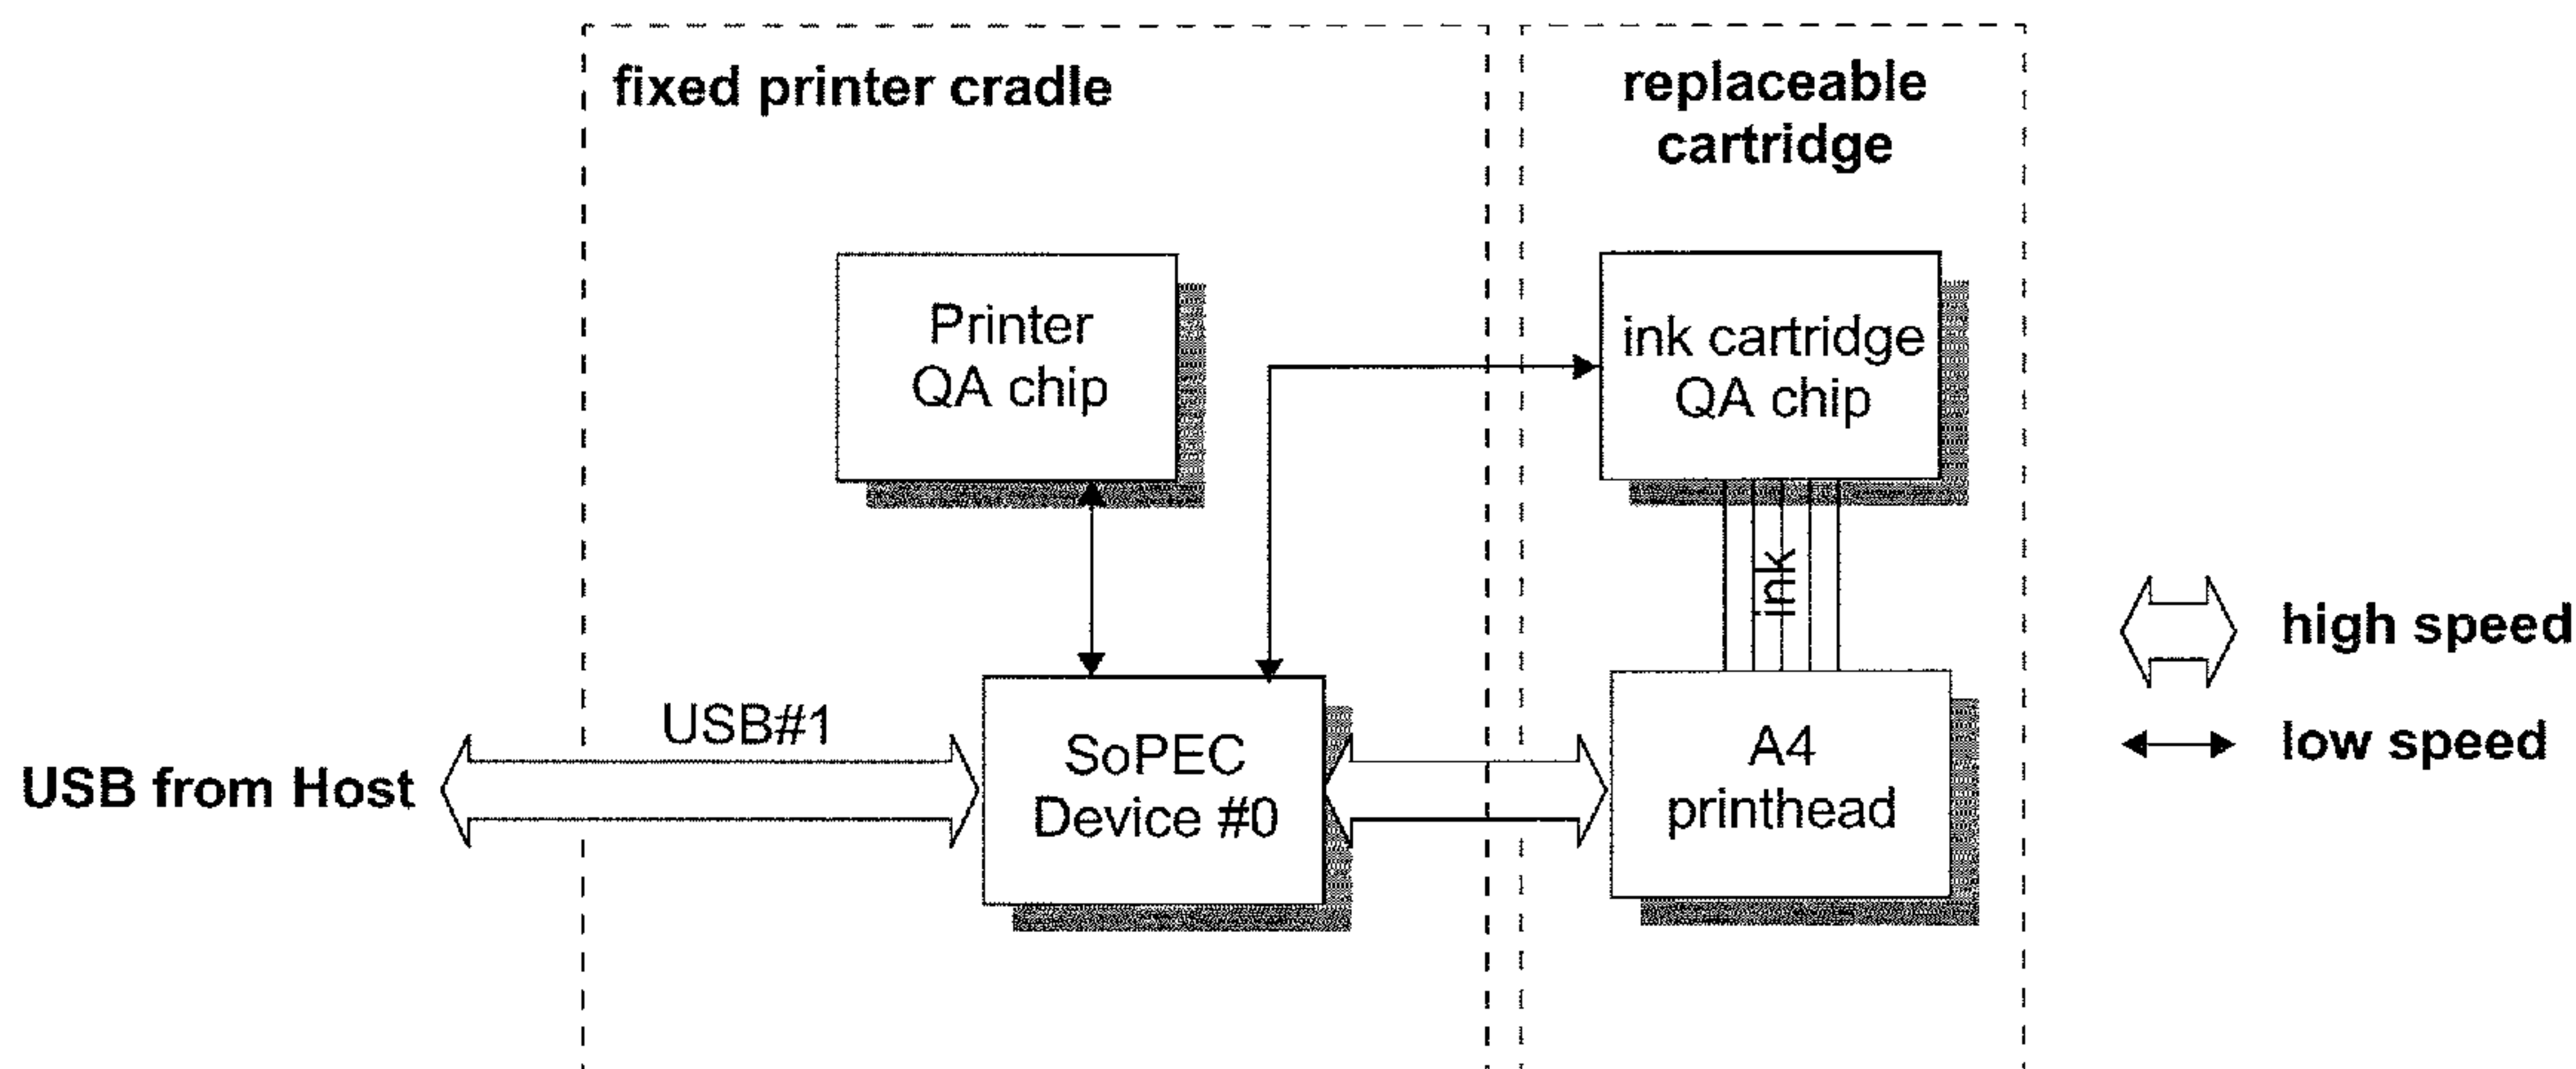 fixed printer cradle
replaceable
cartridge
Printer
QA chip
ink cartridge
QA chip
ink
high speed
low speed
USB#1
USB from Host
SoPEC
Device #0
A4
printhead